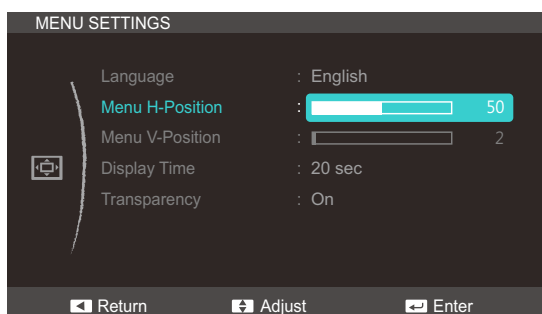 MENU SETTINGS
Language : English
Menu H-Position : 50
Menu V-Position : 2
Display Time : 20 sec
Transparency : On
Return Adjust Enter